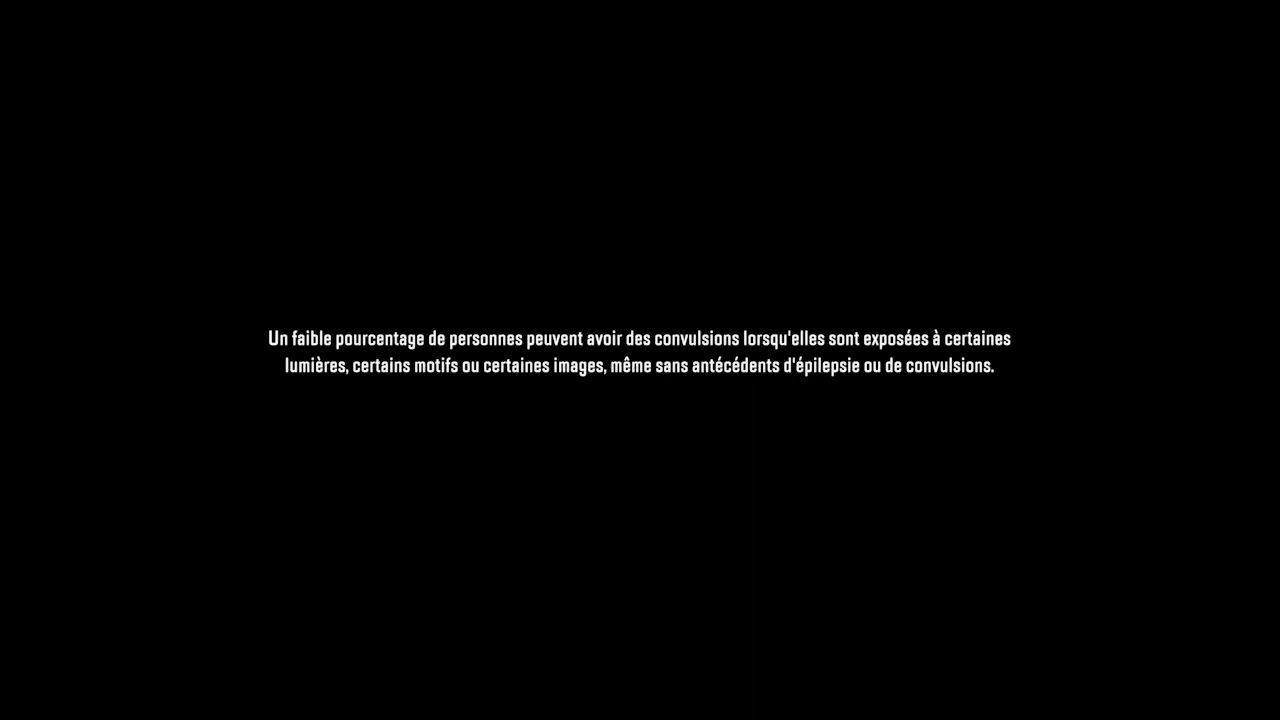 Un faible pourcentage de personnes peuvent avoir des convulsions lorsqu'elles sont exposées à certaines
lumières, certains motifs ou certaines images, même sans antécédents d'épilepsie ou de convulsions.